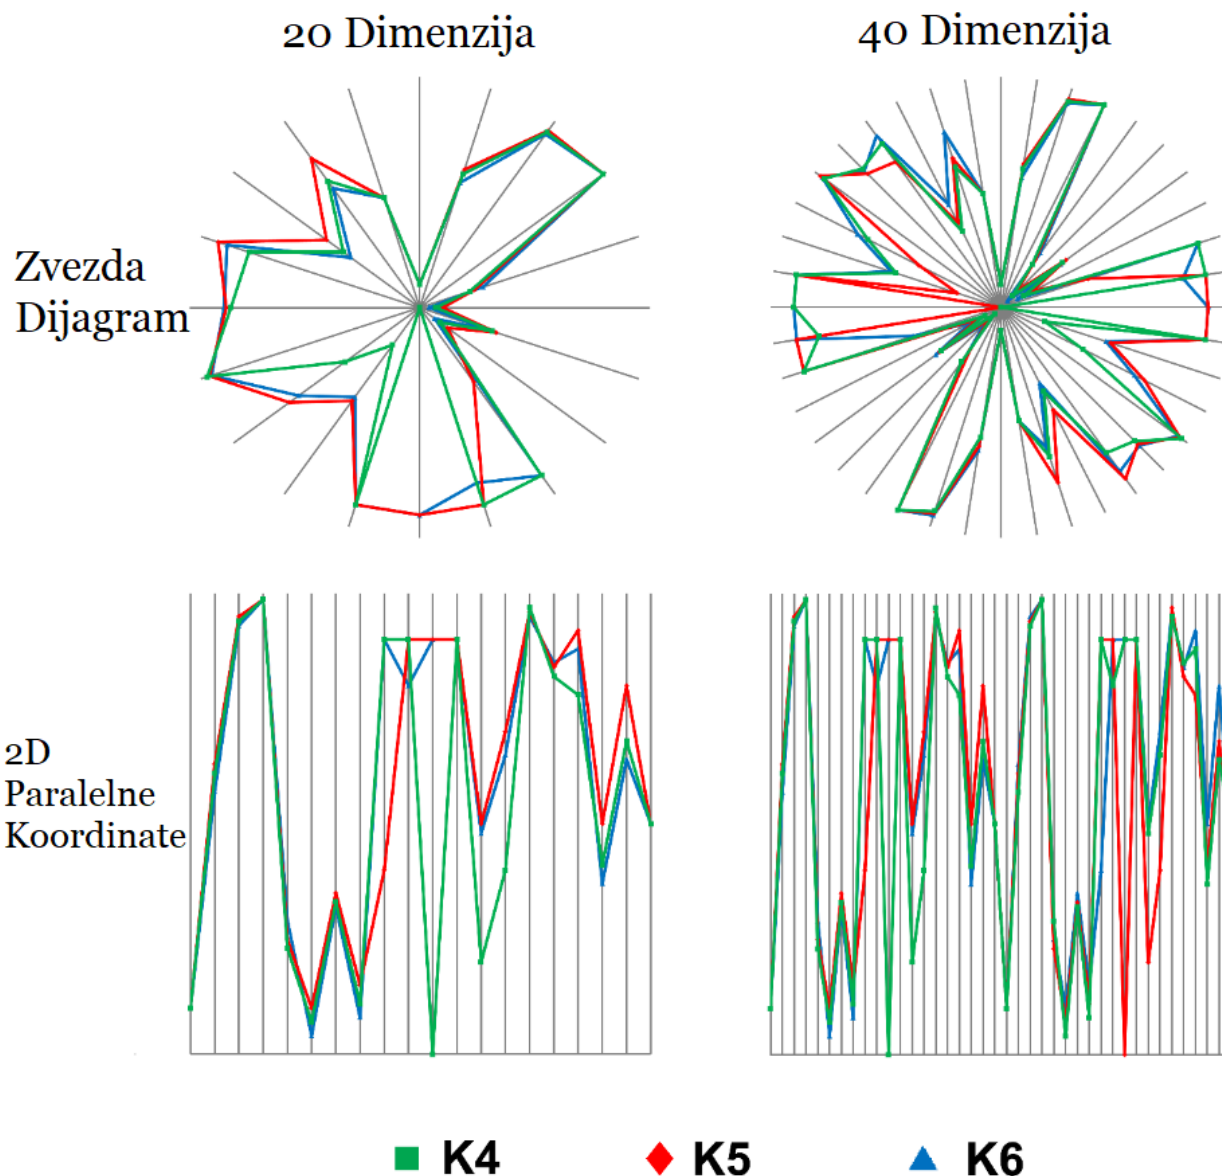 20 Dimenzija
40 Dimenzija
Zvezda
Dijagram
2D
Paralelne
Koordinate
K4
K5
K6